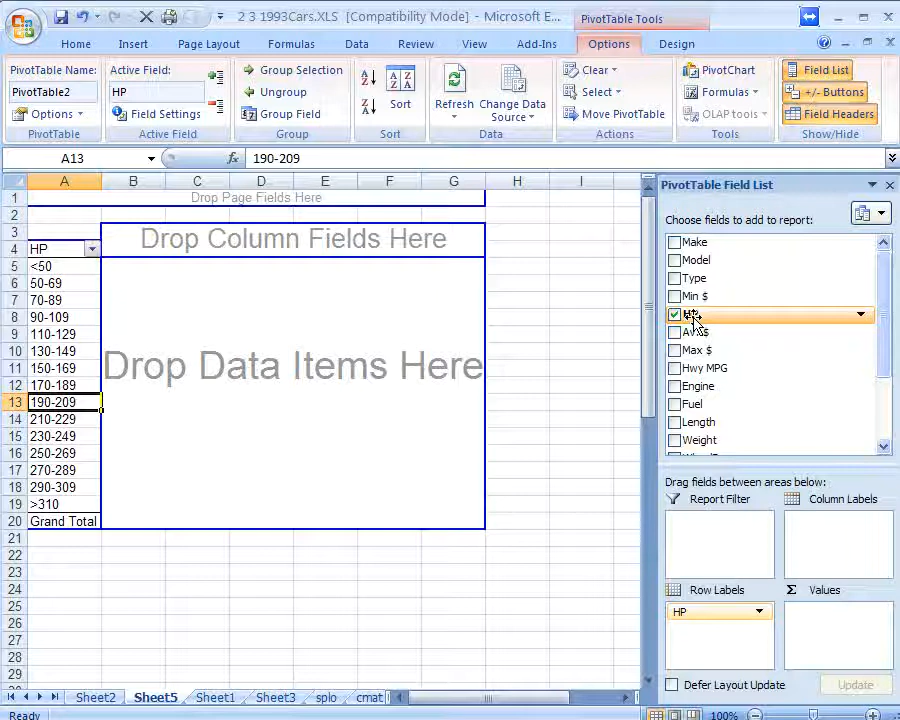 2 3 1993Cars.XLS [Compatibility Mode] - Microsoft E...
PivotTable Tools
Home Insert Page Layout Formulas Data Review View Add-Ins Options Design
PivotTable Name:
PivotTable2
Options
PivotTable
Active Field:
HP
Field Settings
Active Field
Group Selection
Ungroup
Group Field
Group
Sort
Sort
Refresh
Change Data Source
Data
Clear
Select
Move PivotTable
Actions
PivotChart
Formulas
OLAP tools
Tools
Field List
+/- Buttons
Field Headers
Show/Hide
A13 fx 190-209
A B C D E F G H I
1 Drop Page Fields Here
2
3 Drop Column Fields Here
4 HP
5 <50
6 50-69
7 70-89
8 90-109
9 110-129
10 130-149
11 150-169
12 170-189
13 190-209
14 210-229
15 230-249
16 250-269
17 270-289
18 290-309
19 >310
20 Grand Total
Drop Data Items Here
21
22
23
24
25
26
27
28
29
PivotTable Field List
Choose fields to add to report:
Make
Model
Type
Min $
HP
Max $
Hwy MPG
Engine
Fuel
Length
Weight
Drag fields between areas below:
Report Filter Column Labels
Row Labels Σ Values
HP
Defer Layout Update Update
Sheet2 Sheet5 Sheet1 Sheet3 splo cmat
Ready 100%